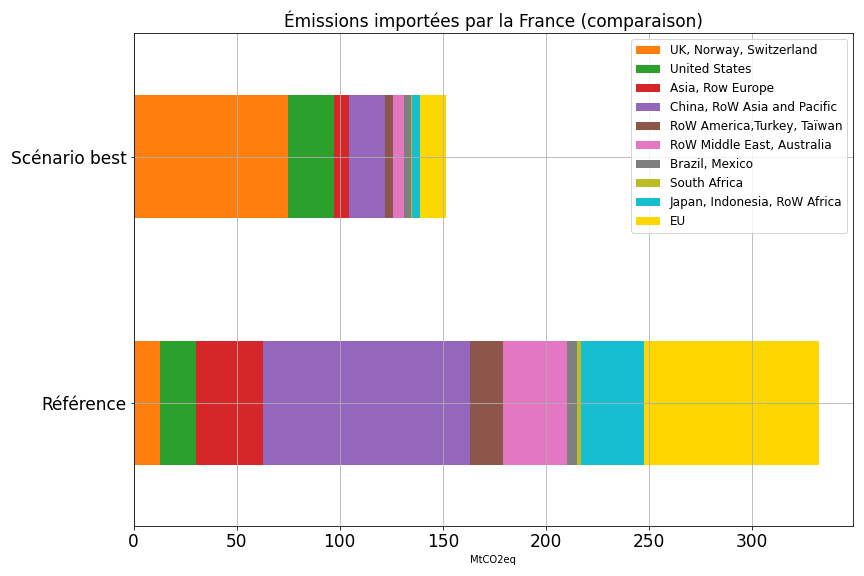 Émissions importées par la France (comparaison)
UK, Norway, Switzerland
United States
Asia, Row Europe
China, RoW Asia and Pacific
RoW America,Turkey, Taïwan
RoW Middle East, Australia
Brazil, Mexico
South Africa
Japan, Indonesia, RoW Africa
EU
Scénario best
Référence
0 50 100 150 200 250 300
MtCO2eq